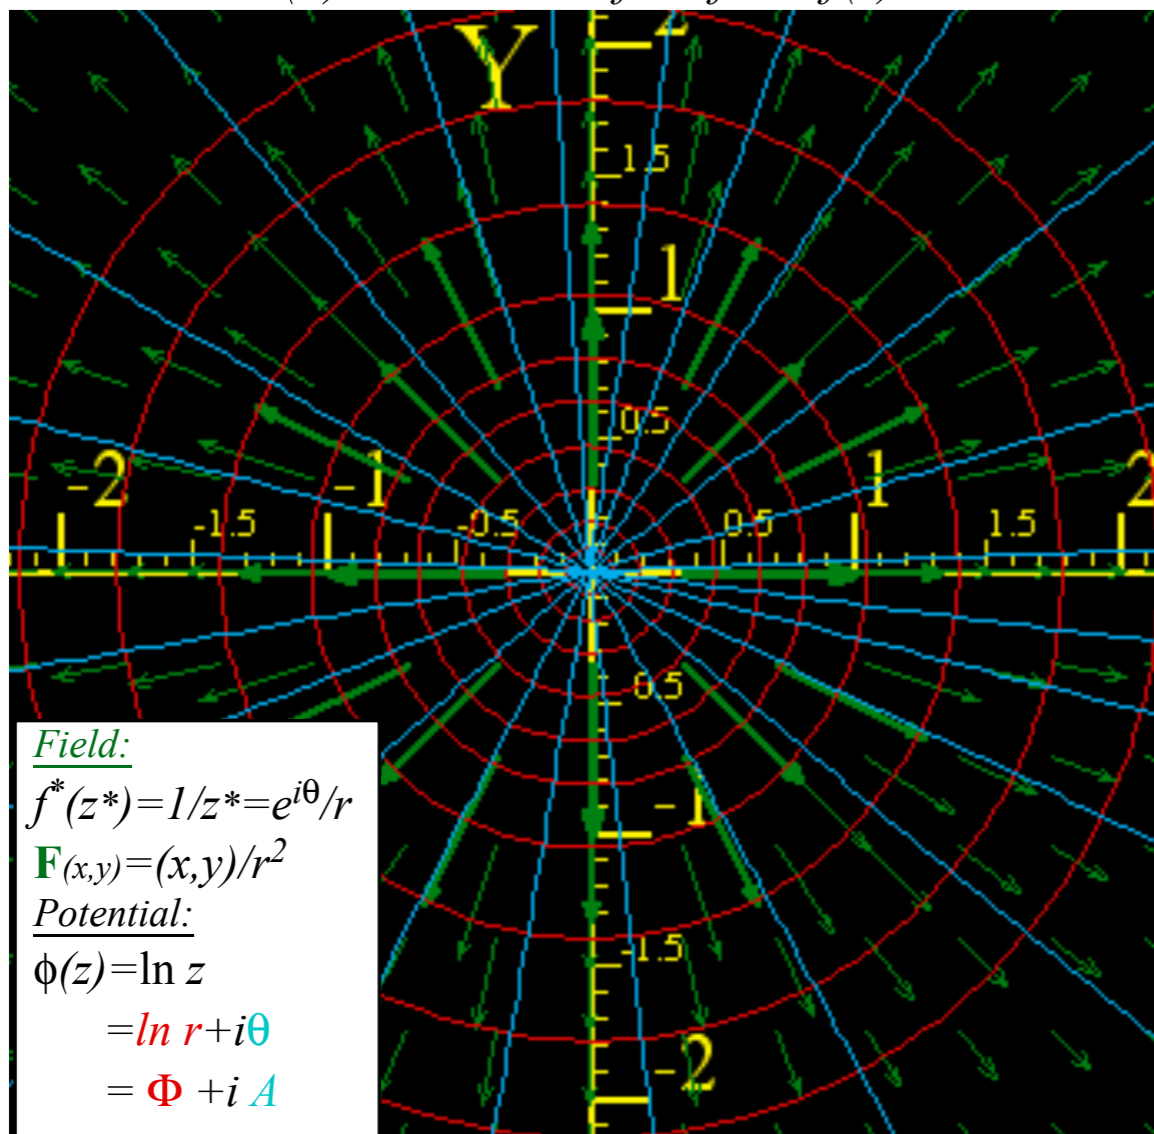 Y
2
1.5
1
0.5
-2
-1.5
-1
-0.5
0.5
1
1.5
2
0.5
-1
-1.5
-2
Field:
f*(z*)=1/z*=e^{iθ}/r
F(x,y)=(x,y)/r²
Potential:
ϕ(z)=ln z
=ln r+iθ
= Φ +i A